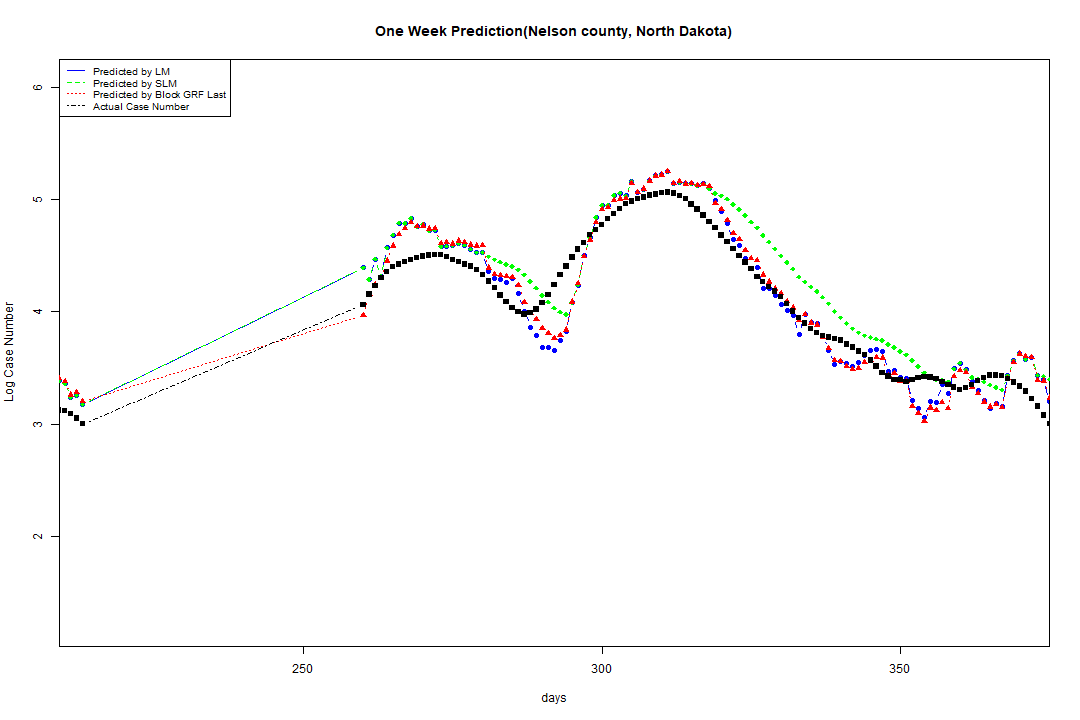 One Week Prediction(Nelson county, North Dakota)
Predicted by LM
Predicted by SLM
Predicted by Block GRF Last
Actual Case Number
6
5
4
3
2
Log Case Number
250
300
350
days